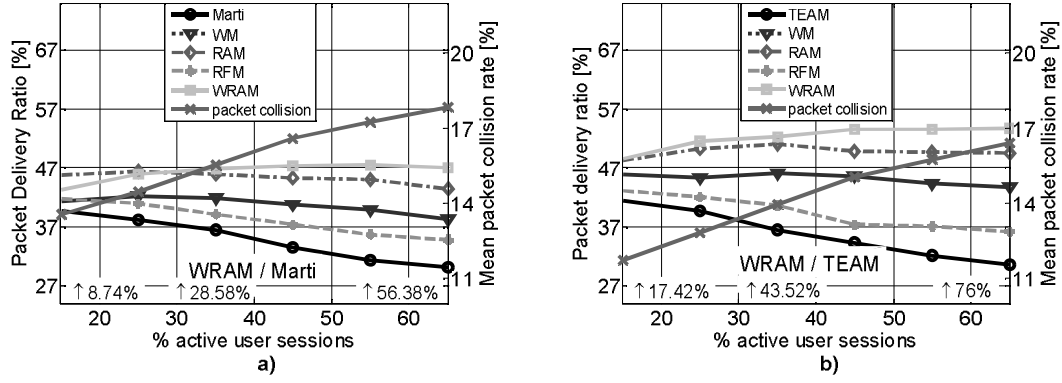 Marti
WM
RAM
RFM
WRAM
packet collision
Packet Delivery Ratio [%]
67
57
47
37
27
20
17
14
11
Mean packet collision rate [%]
WRAM / Marti
↑8.74%
↑28.58%
↑56.38%
20 30 40 50 60
% active user sessions
a)
TEAM
WM
RAM
RFM
WRAM
packet collision
Packet delivery ratio [%]
67
57
47
37
27
20
17
14
11
Mean packet collision rate [%]
WRAM / TEAM
↑17.42%
↑43.52%
↑76%
20 30 40 50 60
% active user sessions
b)